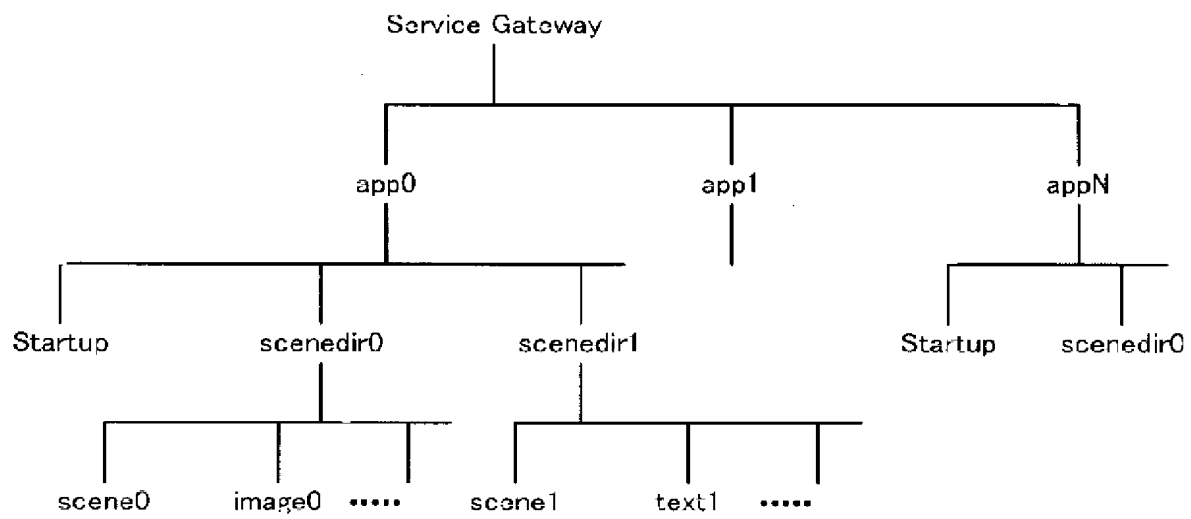 Service Gateway
app0 app1 appN
Startup scenedir0 scenedir1 Startup scenedir0
scene0 image0 ••••• scene1 text1 •••••